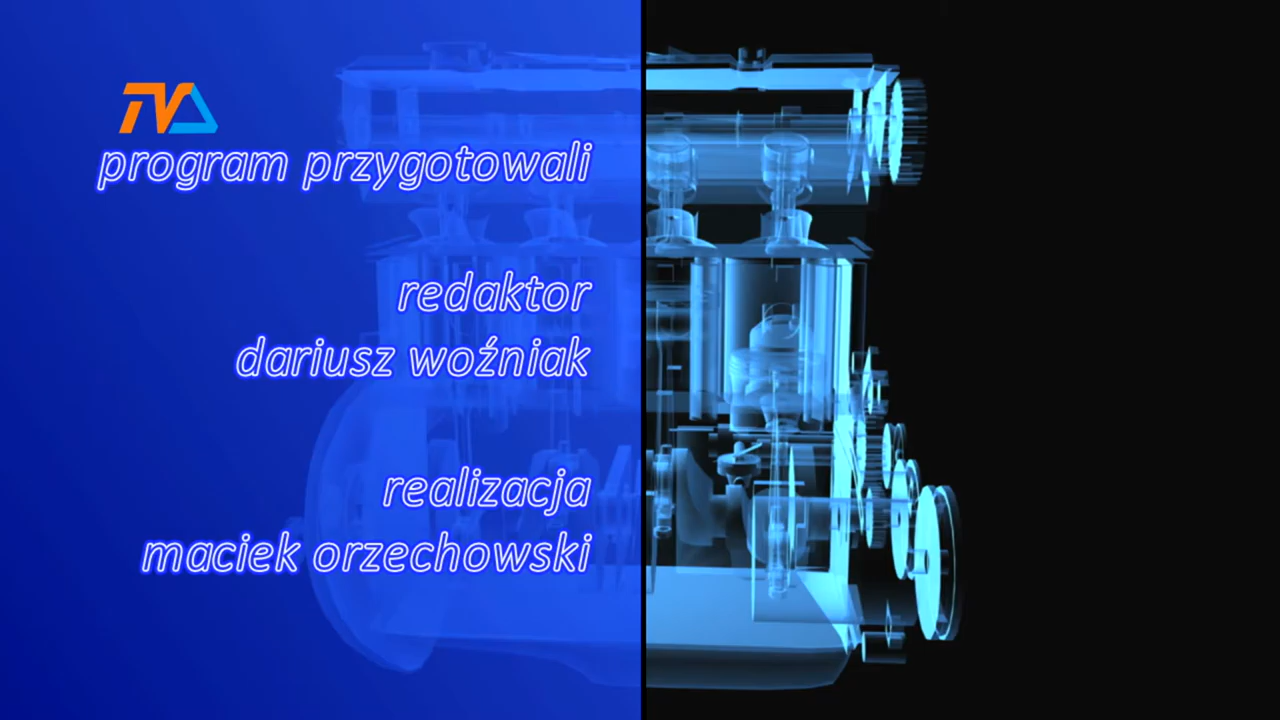 TVA
program przygotowali
redaktor
dariusz woźniak
realizacja
maciek orzechowski